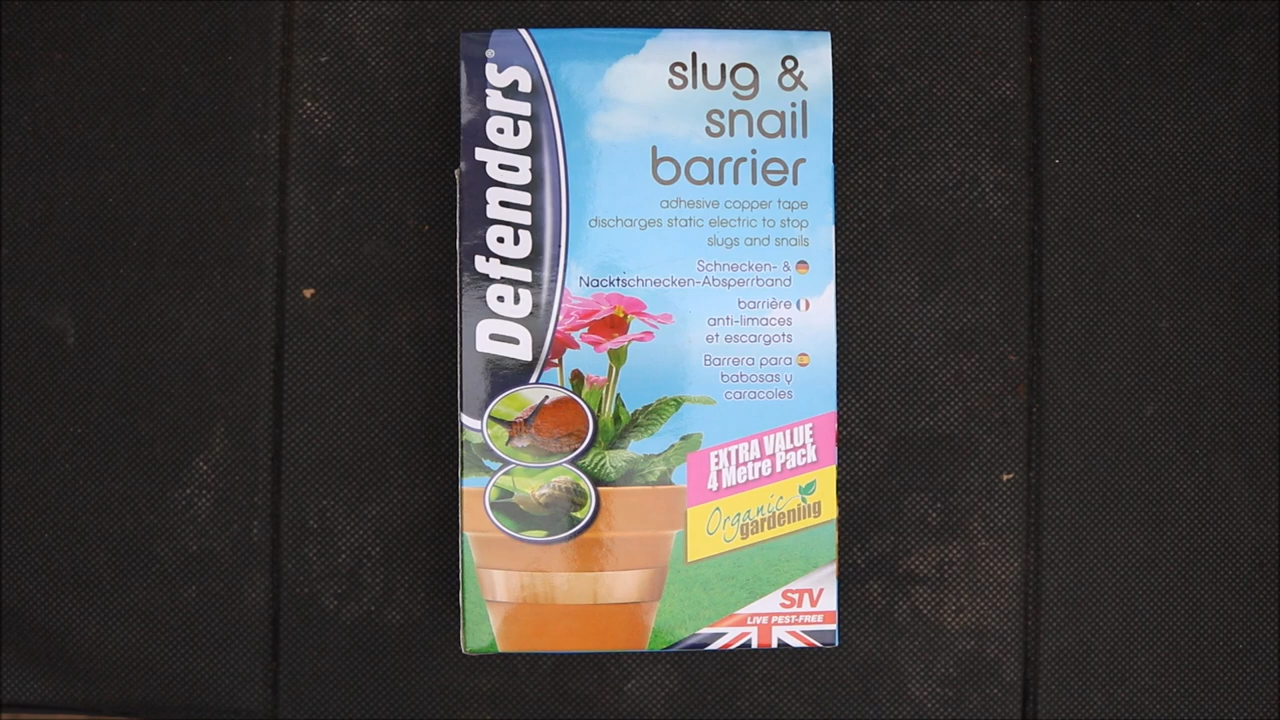 Defenders®
slug &
snail
barrier
adhesive copper tape
discharges static electric to stop
slugs and snails
Schnecken- &
Nacktschnecken-Absperrband
barrière
anti-limaces
et escargots
Barrera para
babosas y
caracoles
EXTRA VALUE
4 Metre Pack
Organic
gardening
STV
LIVE PEST-FREE